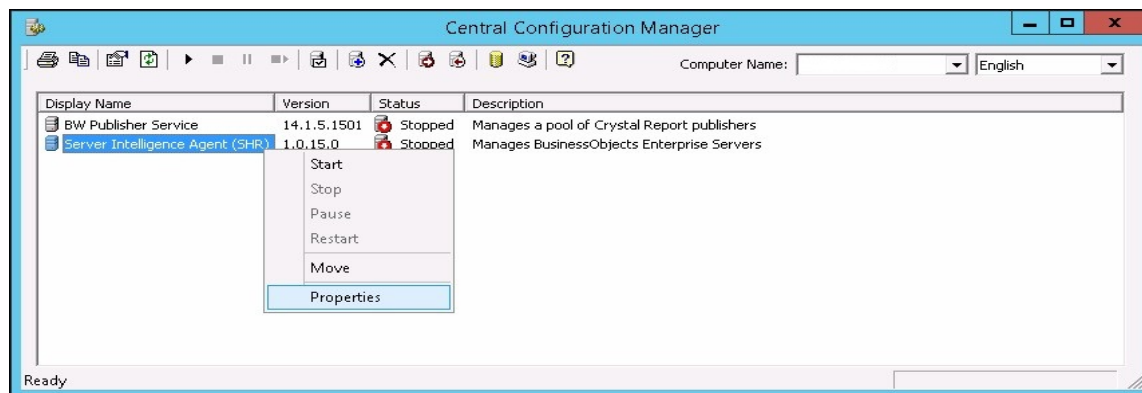 Central Configuration Manager
Computer Name:
English
Display Name Version Status Description
BW Publisher Service 14.1.5.1501 Stopped Manages a pool of Crystal Report publishers
Server Intelligence Agent (SHR) 1.0.15.0 Stopped Manages BusinessObjects Enterprise Servers
Start
Stop
Pause
Restart
Move
Properties
Ready